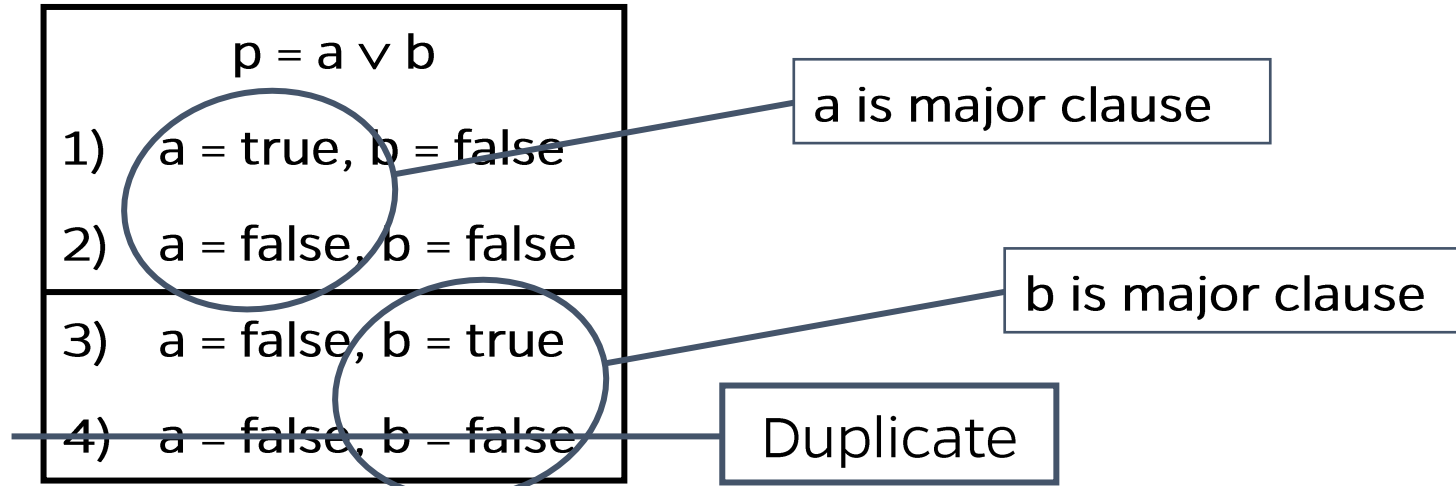 p = a ∨ b
a is major clause
1) a = true, b = false
2) a = false, b = false
b is major clause
3) a = false, b = true
4) a = false, b = false
Duplicate